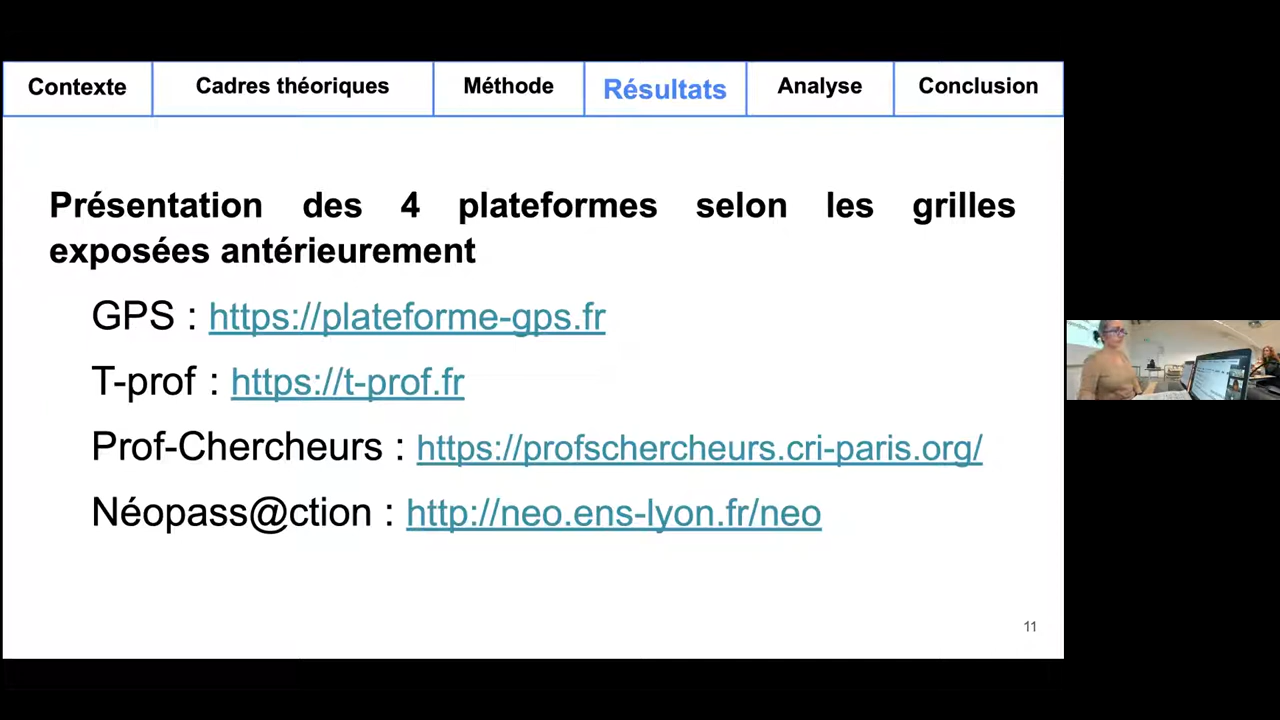 Contexte Cadres théoriques Méthode Résultats Analyse Conclusion
Présentation des 4 plateformes selon les grilles
exposées antérieurement
GPS : https://plateforme-gps.fr
T-prof : https://t-prof.fr
Prof-Chercheurs : https://profschercheurs.cri-paris.org/
Néopass@ction : http://neo.ens-lyon.fr/neo
11